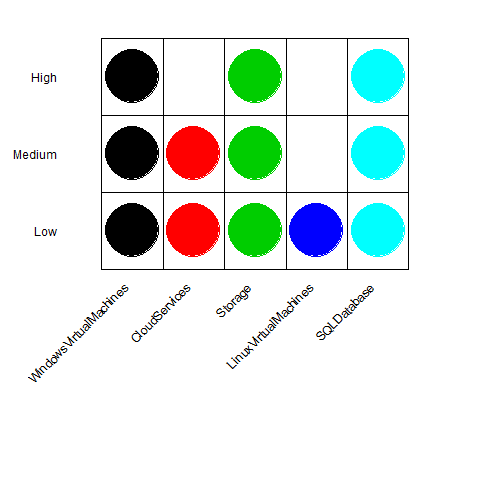 High
Medium
Low
WindowsVirtualMachines
CloudServices
Storage
LinuxVirtualMachines
SQLDatabase